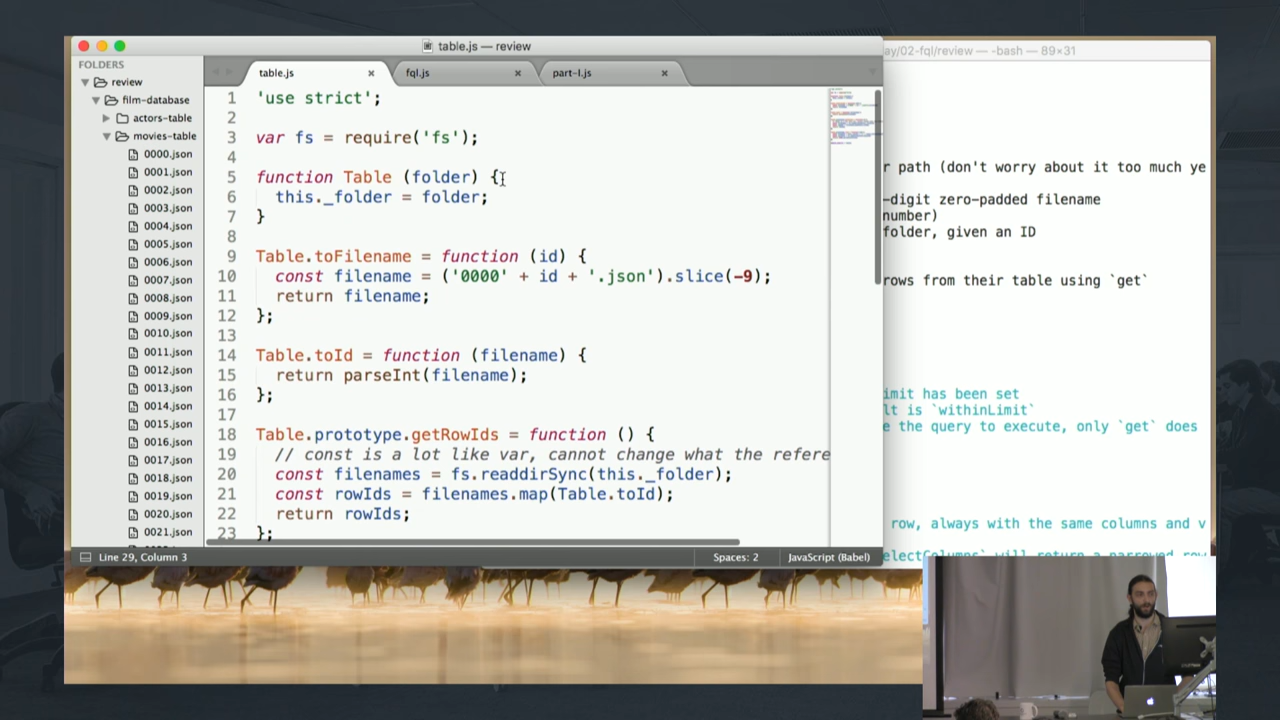 table.js — review
ay/02-fql/review — -bash — 89×31
FOLDERS
review
film-database
actors-table
movies-table
0000.json
0001.json
0002.json
0003.json
0004.json
0005.json
0006.json
0007.json
0008.json
0009.json
0010.json
0011.json
0012.json
0013.json
0014.json
0015.json
0016.json
0017.json
0018.json
0019.json
0020.json
0021.json
table.js
fql.js
part-I.js
1 'use strict';
2
3 var fs = require('fs');
4
5 function Table (folder) {
6 this._folder = folder;
7 }
8
9 Table.toFilename = function (id) {
10 const filename = ('0000' + id + '.json').slice(-9);
11 return filename;
12 };
13
14 Table.toId = function (filename) {
15 return parseInt(filename);
16 };
17
18 Table.prototype.getRowIds = function () {
19 // const is a lot like var, cannot change what the refere
20 const filenames = fs.readdirSync(this._folder);
21 const rowIds = filenames.map(Table.toId);
22 return rowIds;
23 };
Line 29, Column 3
Spaces: 2
JavaScript (Babel)
r path (don't worry about it too much ye
-digit zero-padded filename
number)
folder, given an ID
rows from their table using `get`
imit has been set
lt is `withinLimit`
e the query to execute, only `get` does
row, always with the same columns and v
electColumns` will return a narrowed row